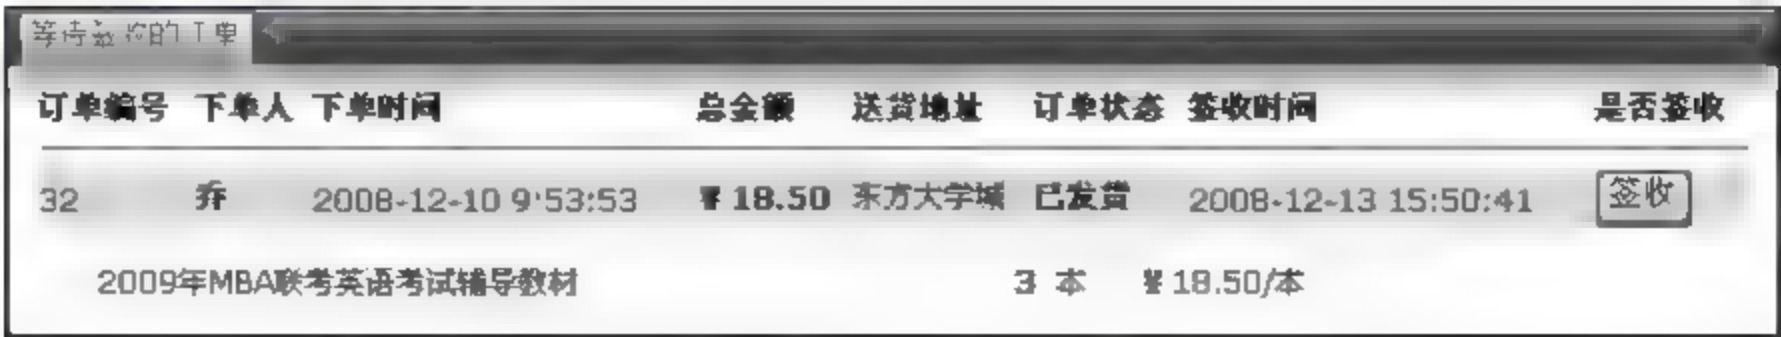 等待 的 单
订单编号 下单人 下单时间 总金额 送货地址 订单状态 签收时间 是否签收
32 乔 2008-12-10 9:53:53 ¥18.50 东方大学城 已发货 2008-12-13 15:50:41 签收
2009年MBA联考英语考试辅导教材 3 本 ¥18.50/本